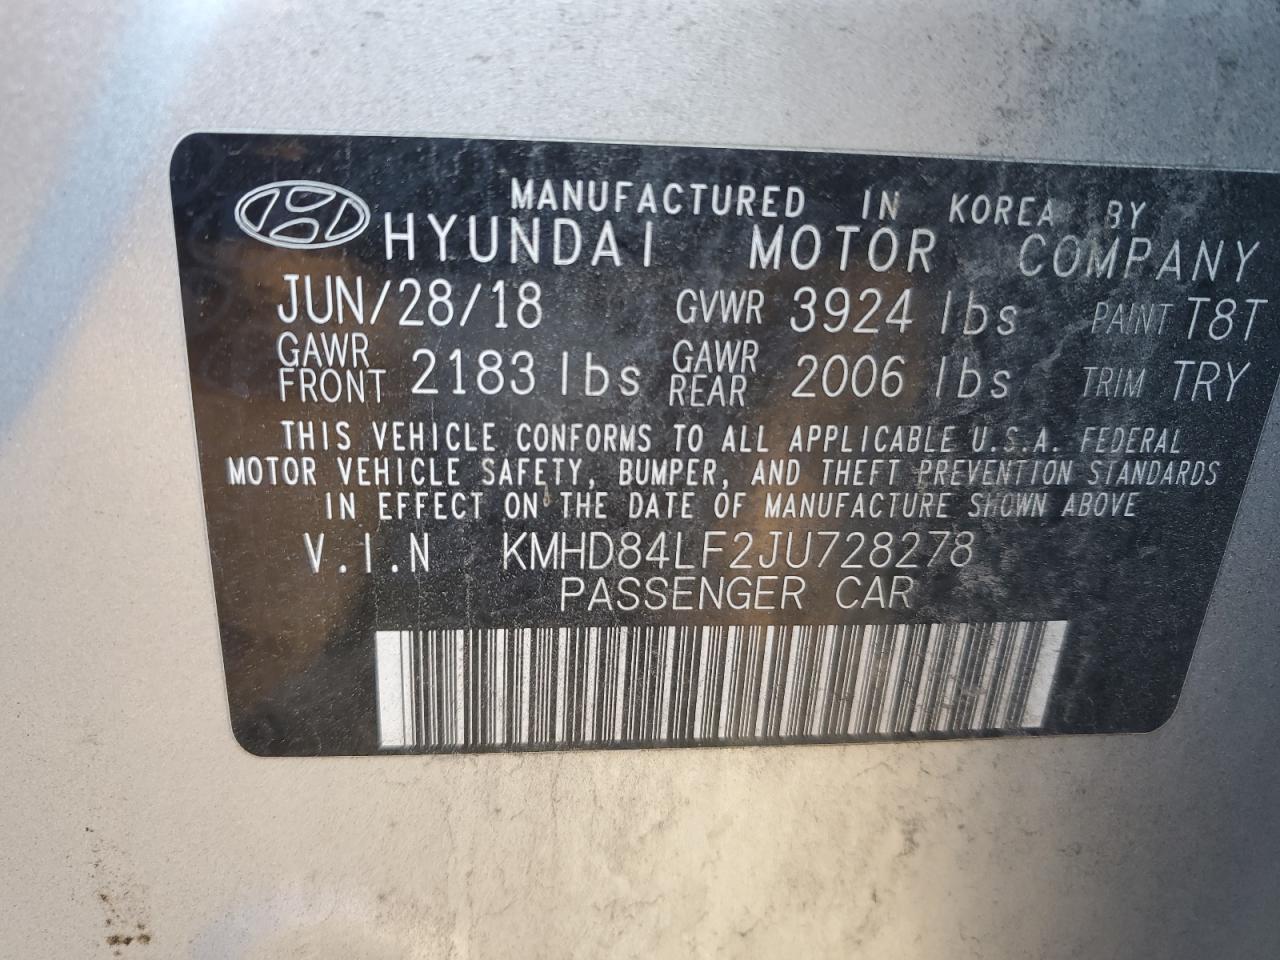 MANUFACTURED IN KOREA BY
HYUNDAI MOTOR COMPANY
JUN/28/18 GVWR 3924 lbs PAINT T8T
GAWR FRONT 2183 lbs GAWR REAR 2006 lbs TRIM TRY
THIS VEHICLE CONFORMS TO ALL APPLICABLE U.S.A. FEDERAL
MOTOR VEHICLE SAFETY, BUMPER, AND THEFT PREVENTION STANDARDS
IN EFFECT ON THE DATE OF MANUFACTURE SHOWN ABOVE
V.I.N KMHD84LF2JU728278
PASSENGER CAR